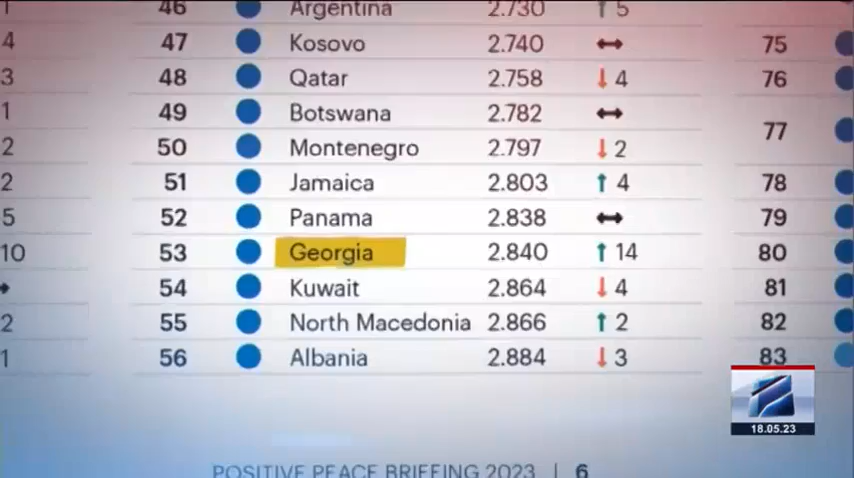 1 46 Argentina 2.730 ↑ 5
4 47 Kosovo 2.740 ↔ 75
3 48 Qatar 2.758 ↓ 4 76
1 49 Botswana 2.782 ↔
77
2 50 Montenegro 2.797 ↓ 2
2 51 Jamaica 2.803 ↑ 4 78
5 52 Panama 2.838 ↔ 79
10 53 Georgia 2.840 ↑ 14 80
54 Kuwait 2.864 ↓ 4 81
2 55 North Macedonia 2.866 ↑ 2 82
1 56 Albania 2.884 ↓ 3 83
18.05.23
POSITIVE PEACE BRIEFING 2023 | 6